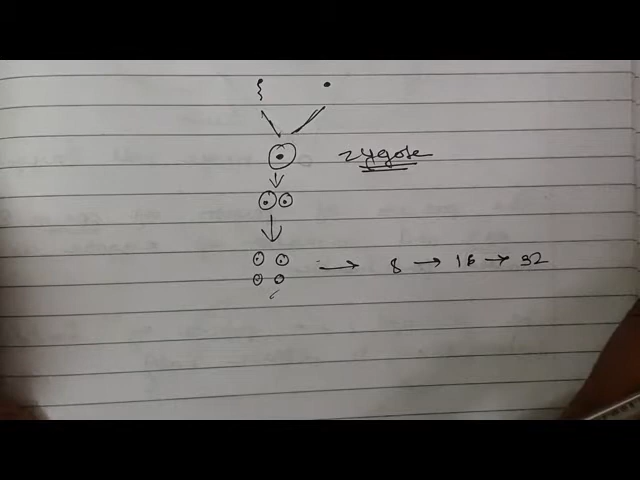 zygote
→ 8 → 16 → 32